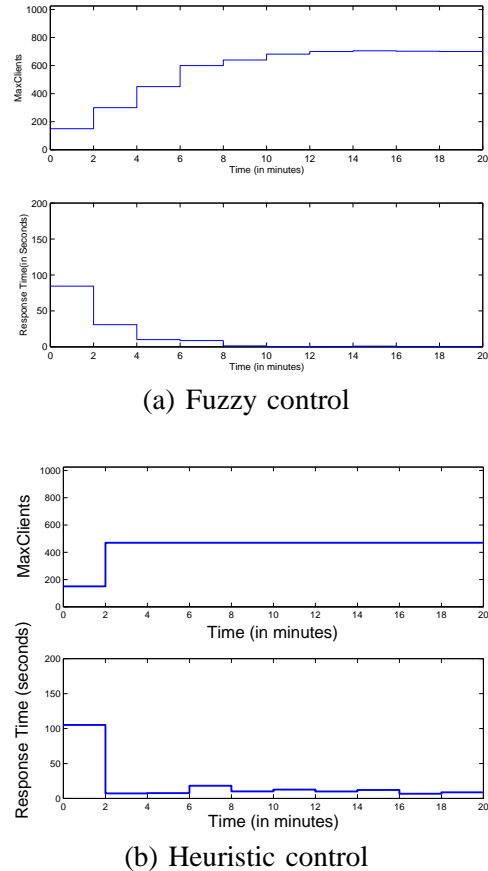 1000
800
600
400
200
0
MaxClients
0 2 4 6 8 10 12 14 16 18 20
Time (in minutes)
200
150
100
50
0
Response Time(in Seconds)
0 2 4 6 8 10 12 14 16 18 20
Time (in minutes)
(a) Fuzzy control
1000
800
600
400
200
0
MaxClients
0 2 4 6 8 10 12 14 16 18 20
Time (in minutes)
200
150
100
50
0
Response Time (seconds)
0 2 4 6 8 10 12 14 16 18 20
Time (in minutes)
(b) Heuristic control